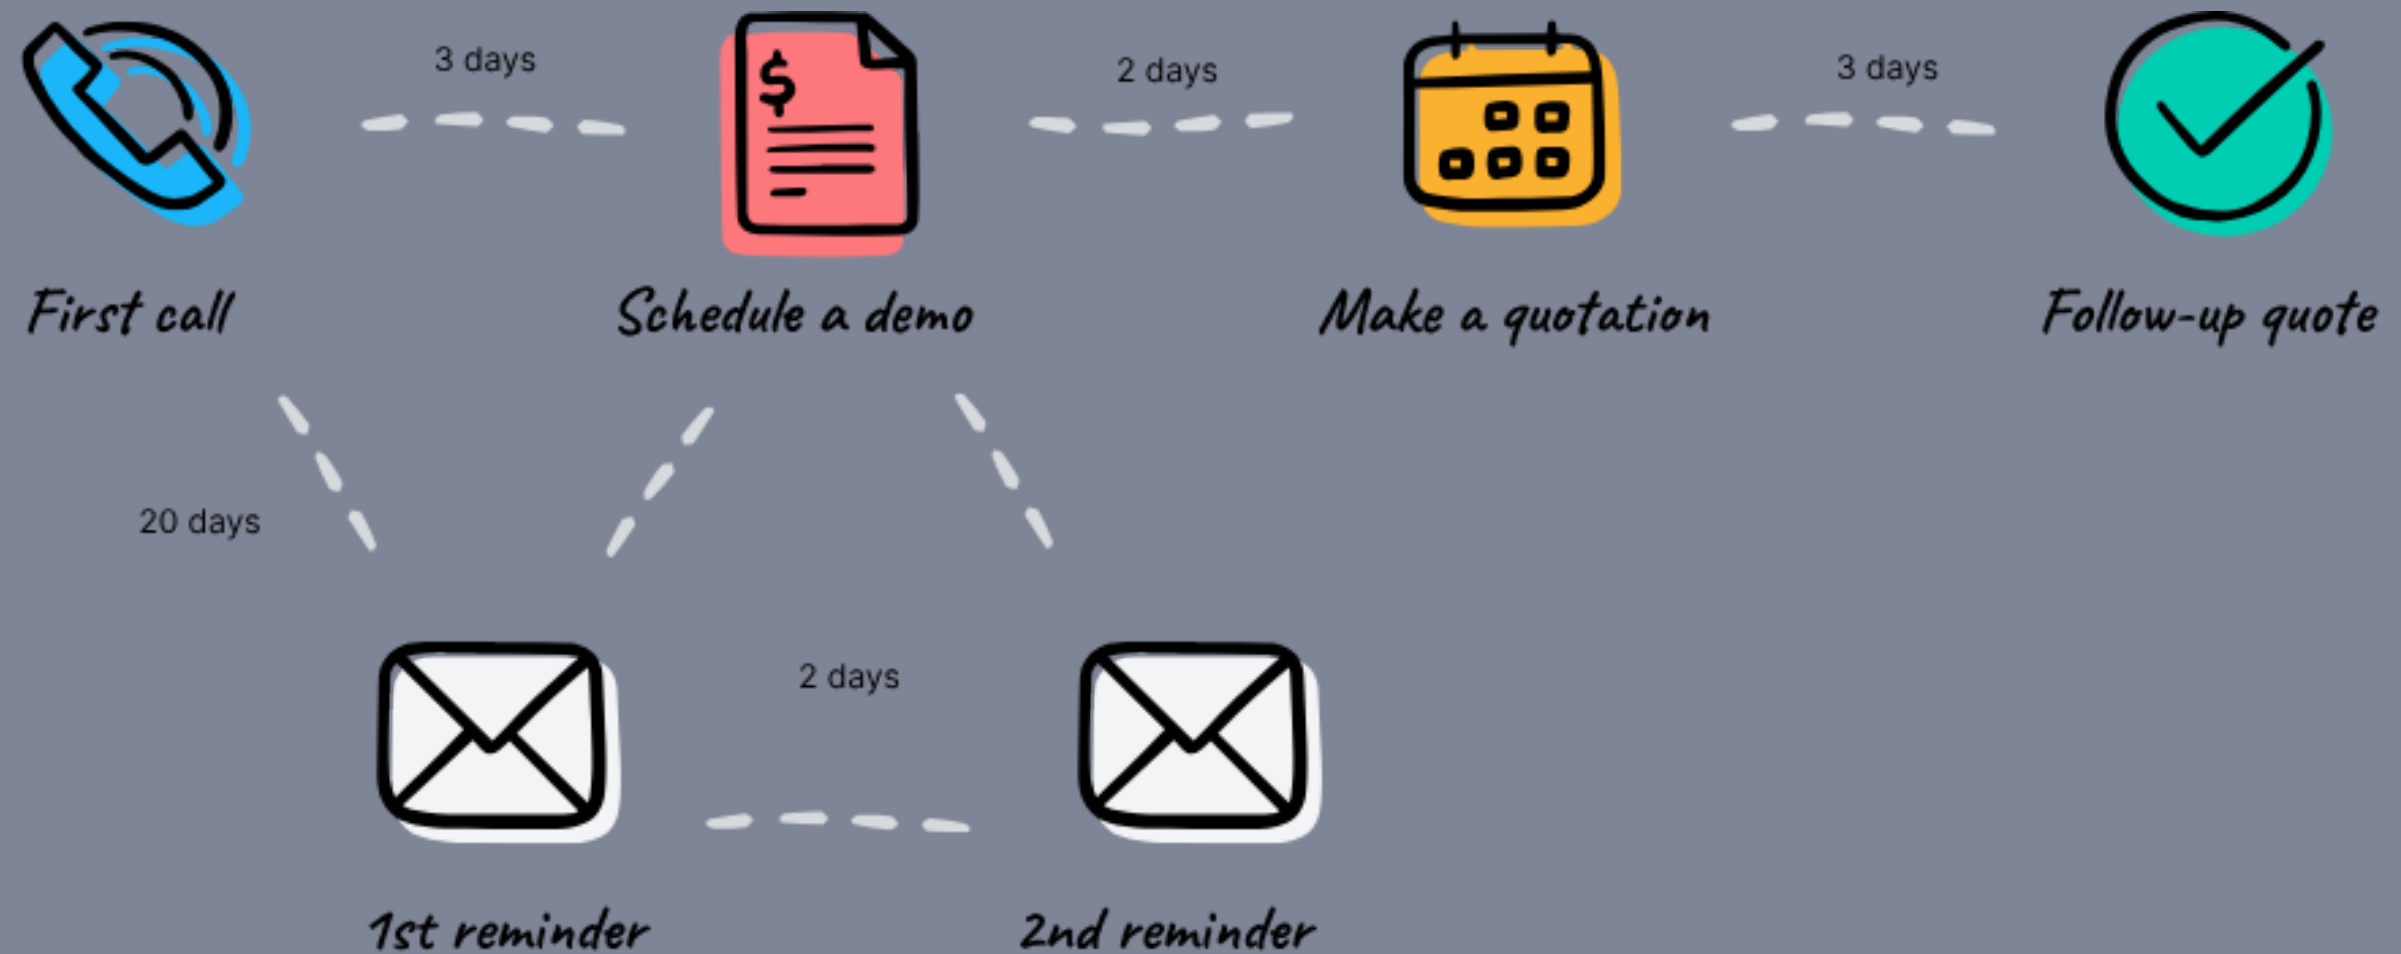 3 days
2 days
3 days
$
First call
Schedule a demo
Make a quotation
Follow-up quote
20 days
2 days
1st reminder
2nd reminder